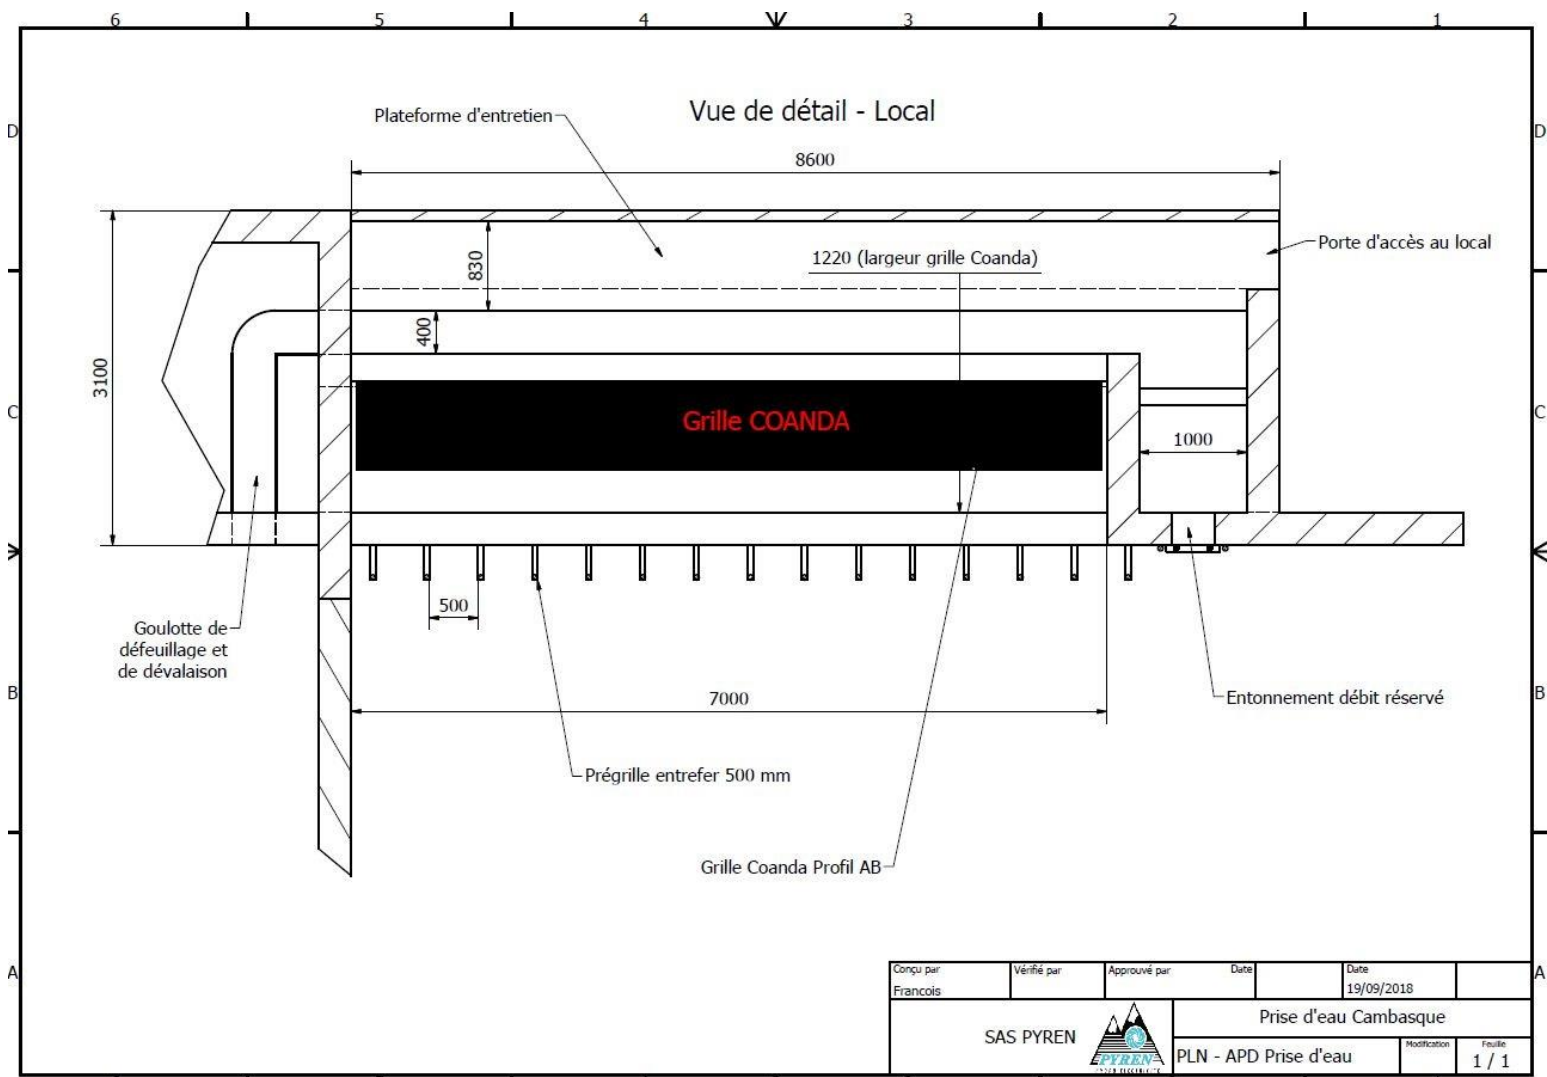 6 5 4 3 2 1
Vue de détail - Local
Plateforme d'entretien
D
D
8600
Porte d'accès au local
1220 (largeur grille Coanda)
830
400
3100
C
C
Grille COANDA
1000
500
Goulotte de
défeuillage et
de dévalaison
B
B
7000
Entonnement débit réservé
Prégrille entrefer 500 mm
Grille Coanda Profil AB
A
A
Conçu par
Francois
Vérifié par
Approuvé par
Date
Date
19/09/2018
SAS PYREN
PYREN
Prise d'eau Cambasque
PLN - APD Prise d'eau
Modification
Feuille
1 / 1